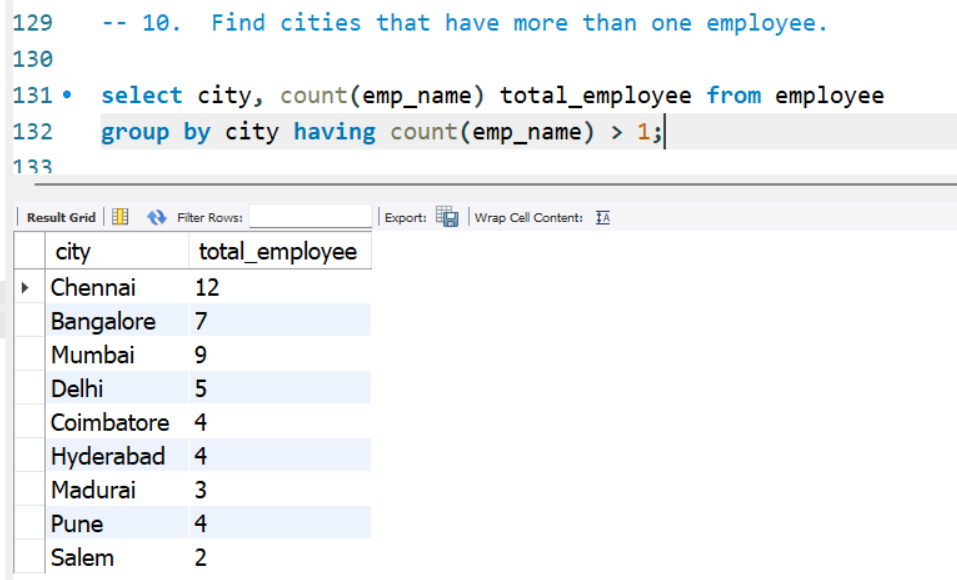 129 -- 10. Find cities that have more than one employee.
130
131 select city, count(emp_name) total_employee from employee
132 group by city having count(emp_name) > 1;
133
Result Grid Filter Rows: Export: Wrap Cell Content:
city total_employee
Chennai 12
Bangalore 7
Mumbai 9
Delhi 5
Coimbatore 4
Hyderabad 4
Madurai 3
Pune 4
Salem 2